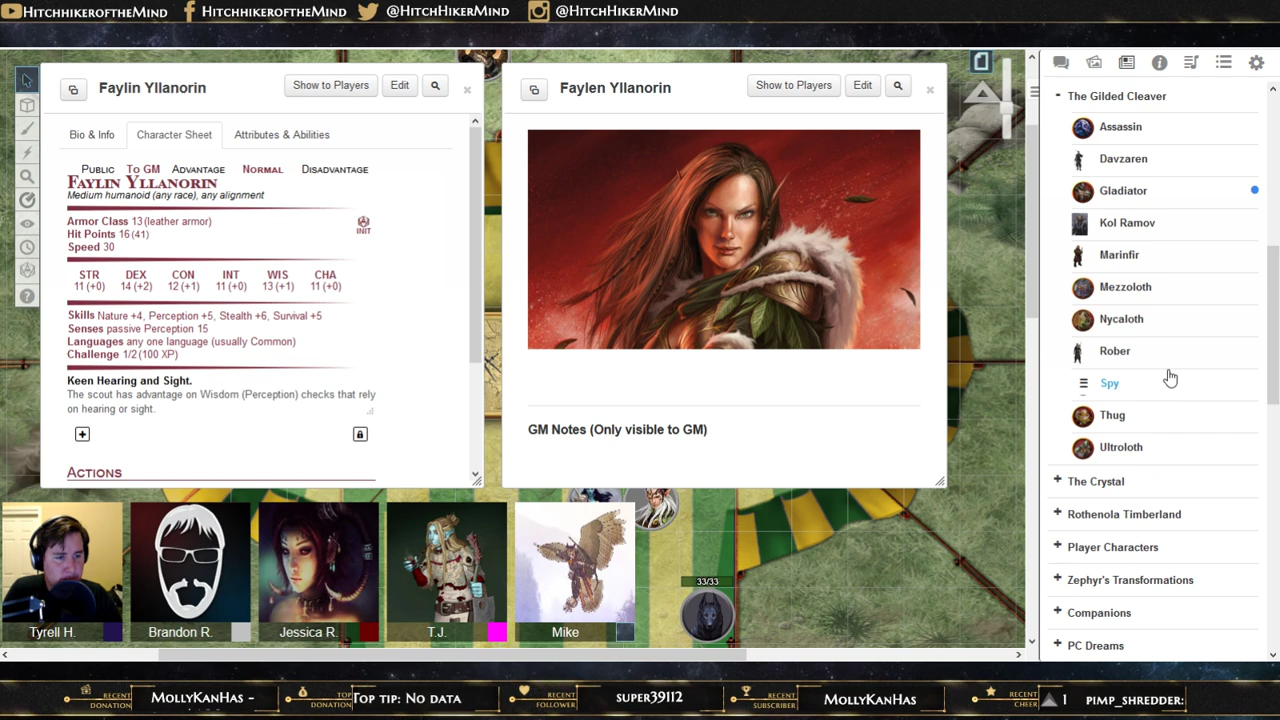 HitchhikeroftheMind
HitchhikeroftheMind
@HitchHikerMind
@HitchHikerMind
Faylin Yllanorin
Show to Players
Edit
×
Bio & Info
Character Sheet
Attributes & Abilities
Public To GM Advantage Normal Disadvantage
Faylin Yllanorin
Medium humanoid (any race), any alignment
Armor Class 13 (leather armor)
Hit Points 16 (41)
Speed 30
INIT
STR DEX CON INT WIS CHA
11 (+0) 14 (+2) 12 (+1) 11 (+0) 13 (+1) 11 (+0)
Skills Nature +4, Perception +5, Stealth +6, Survival +5
Senses passive Perception 15
Languages any one language (usually Common)
Challenge 1/2 (100 XP)
Keen Hearing and Sight.
The scout has advantage on Wisdom (Perception) checks that rely
on hearing or sight.
Actions
Faylen Yllanorin
Show to Players
Edit
×
GM Notes (Only visible to GM)
- The Gilded Cleaver
Assassin
Davzaren
Gladiator
Kol Ramov
Marinfir
Mezzoloth
Nycaloth
Rober
Spy
Thug
Ultroloth
+ The Crystal
+ Rothenola Timberland
+ Player Characters
+ Zephyr's Transformations
+ Companions
+ PC Dreams
33/33
Tyrell H.
Brandon R.
Jessica R.
T.J.
Mike
Recent Donation
MollyKanHas -
Top Donation
Top tip: No data
Recent Follower
super39112
Recent Subscriber
MollyKanHas
Recent Cheer
1 pimp_shredder: